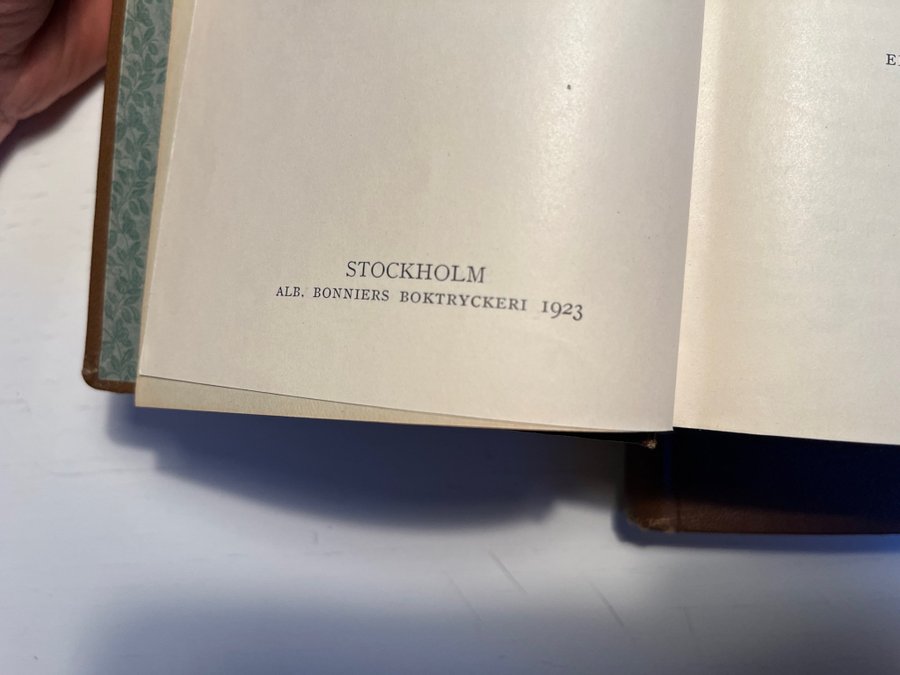 STOCKHOLM
ALB. BONNIERS BOKTRYCKERI 1923